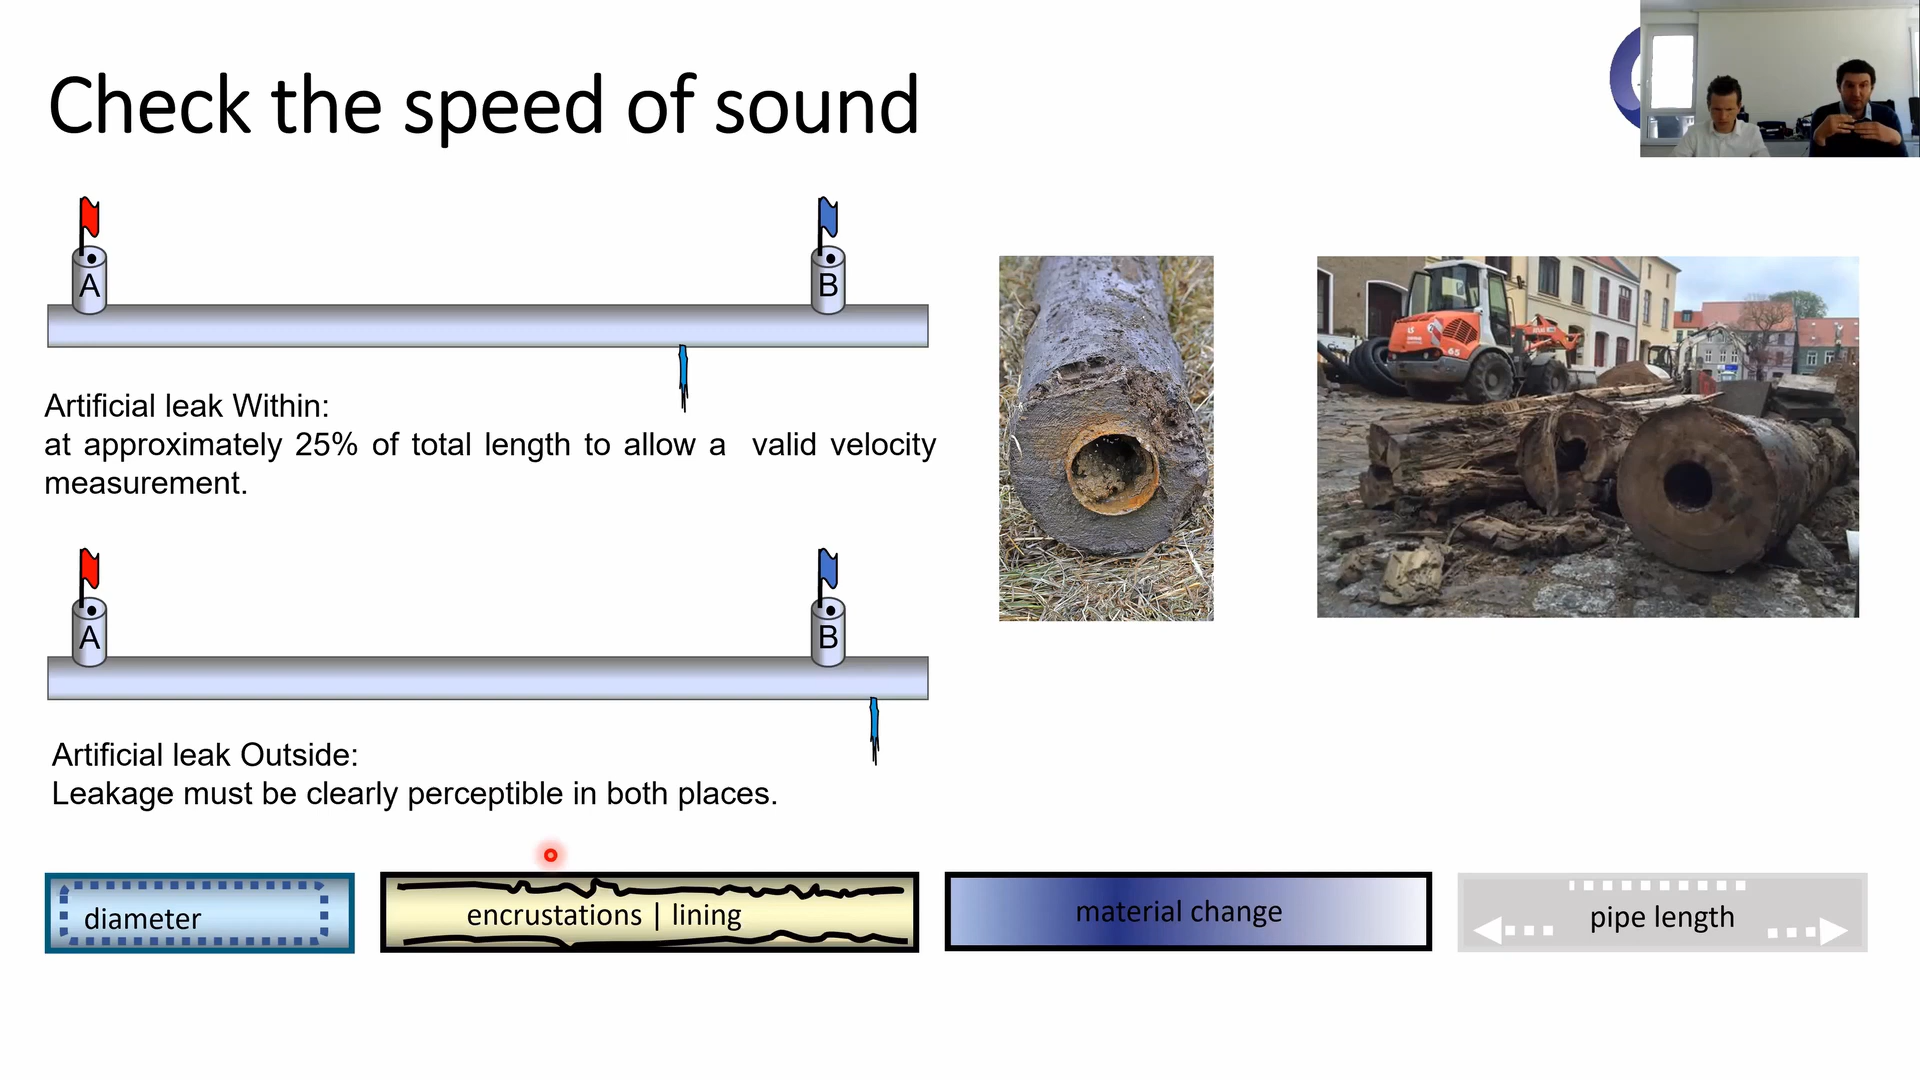 Check the speed of sound
A
B
Artificial leak Within:
at approximately 25% of total length to allow a valid velocity
measurement.
A
B
Artificial leak Outside:
Leakage must be clearly perceptible in both places.
diameter
encrustations | lining
material change
pipe length
65